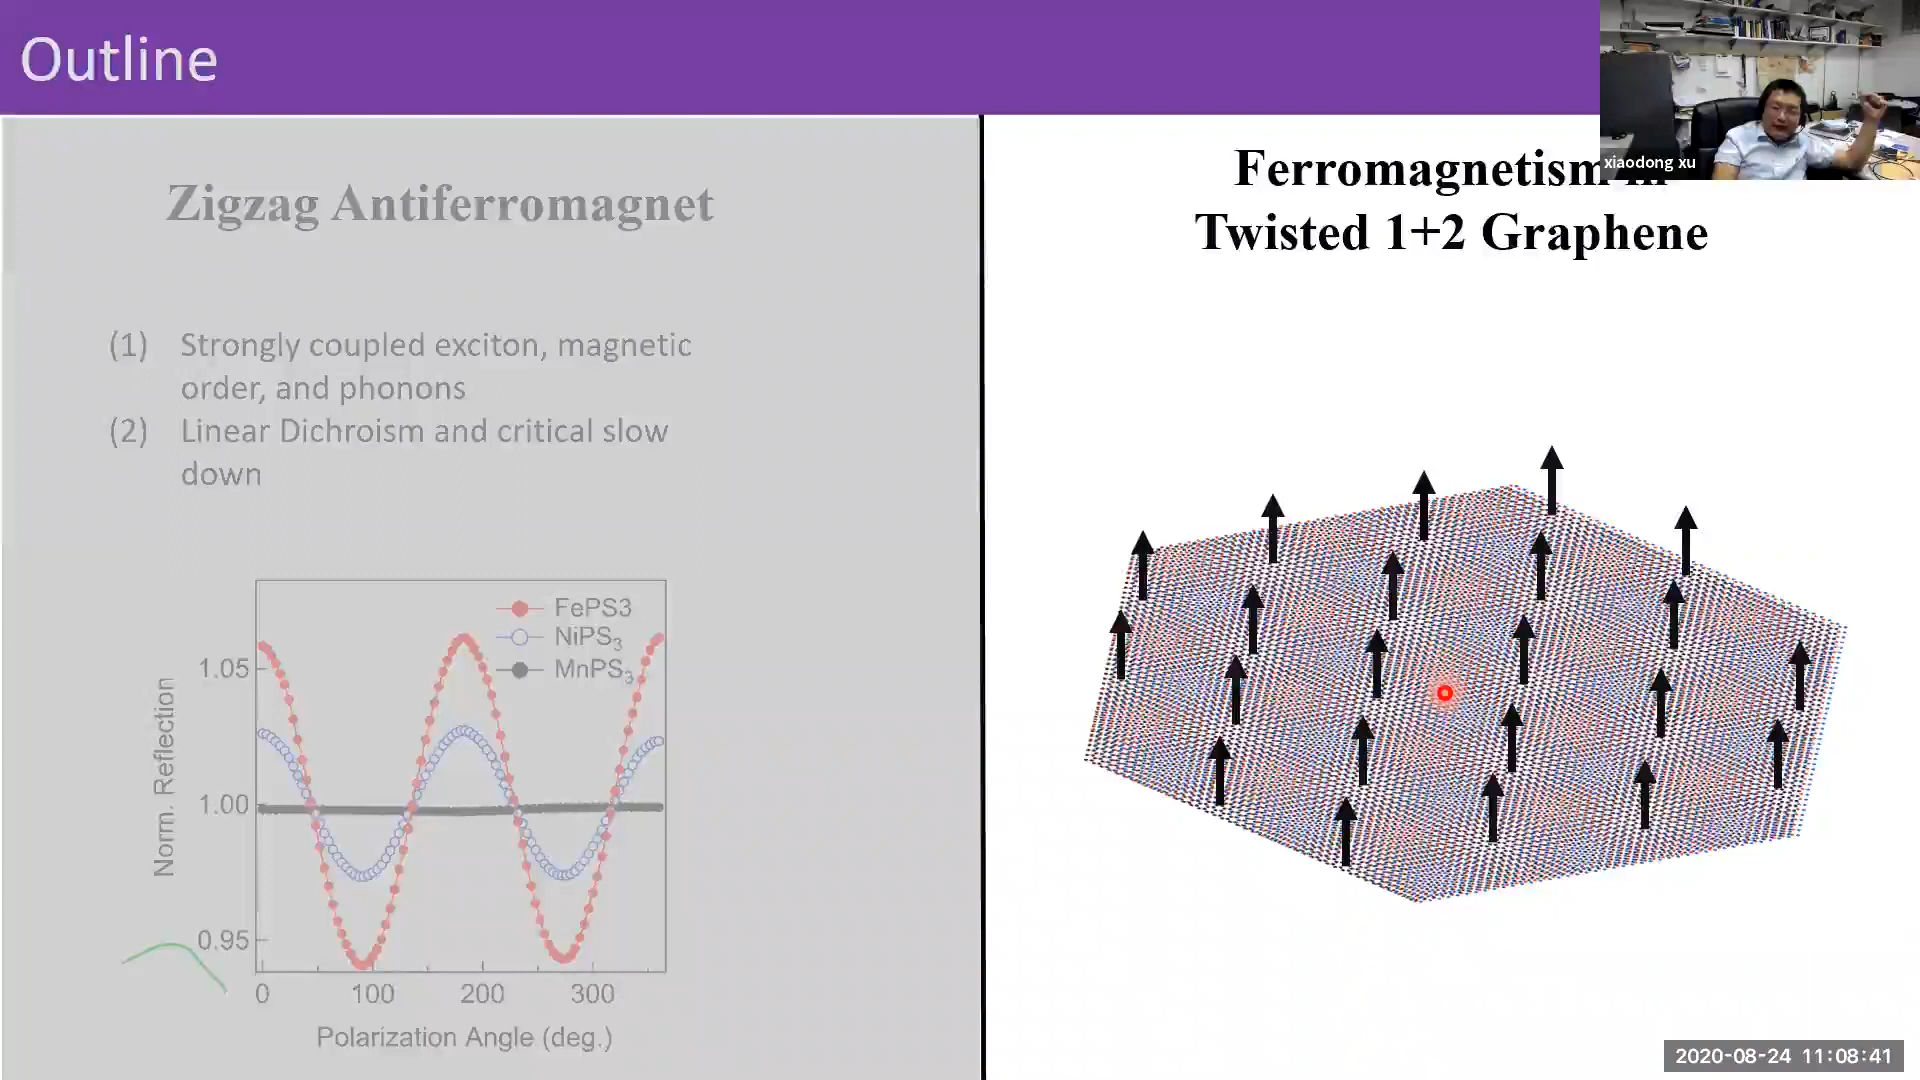 Outline
xiaodong xu
Zigzag Antiferromagnet
(1) Strongly coupled exciton, magnetic
order, and phonons
(2) Linear Dichroism and critical slow
down
FePS3
NiPS3
MnPS3
1.05
1.00
0.95
Norm. Reflection
0 100 200 300
Polarization Angle (deg.)
Ferromagnetism in
Twisted 1+2 Graphene
2020-08-24 11:08:41